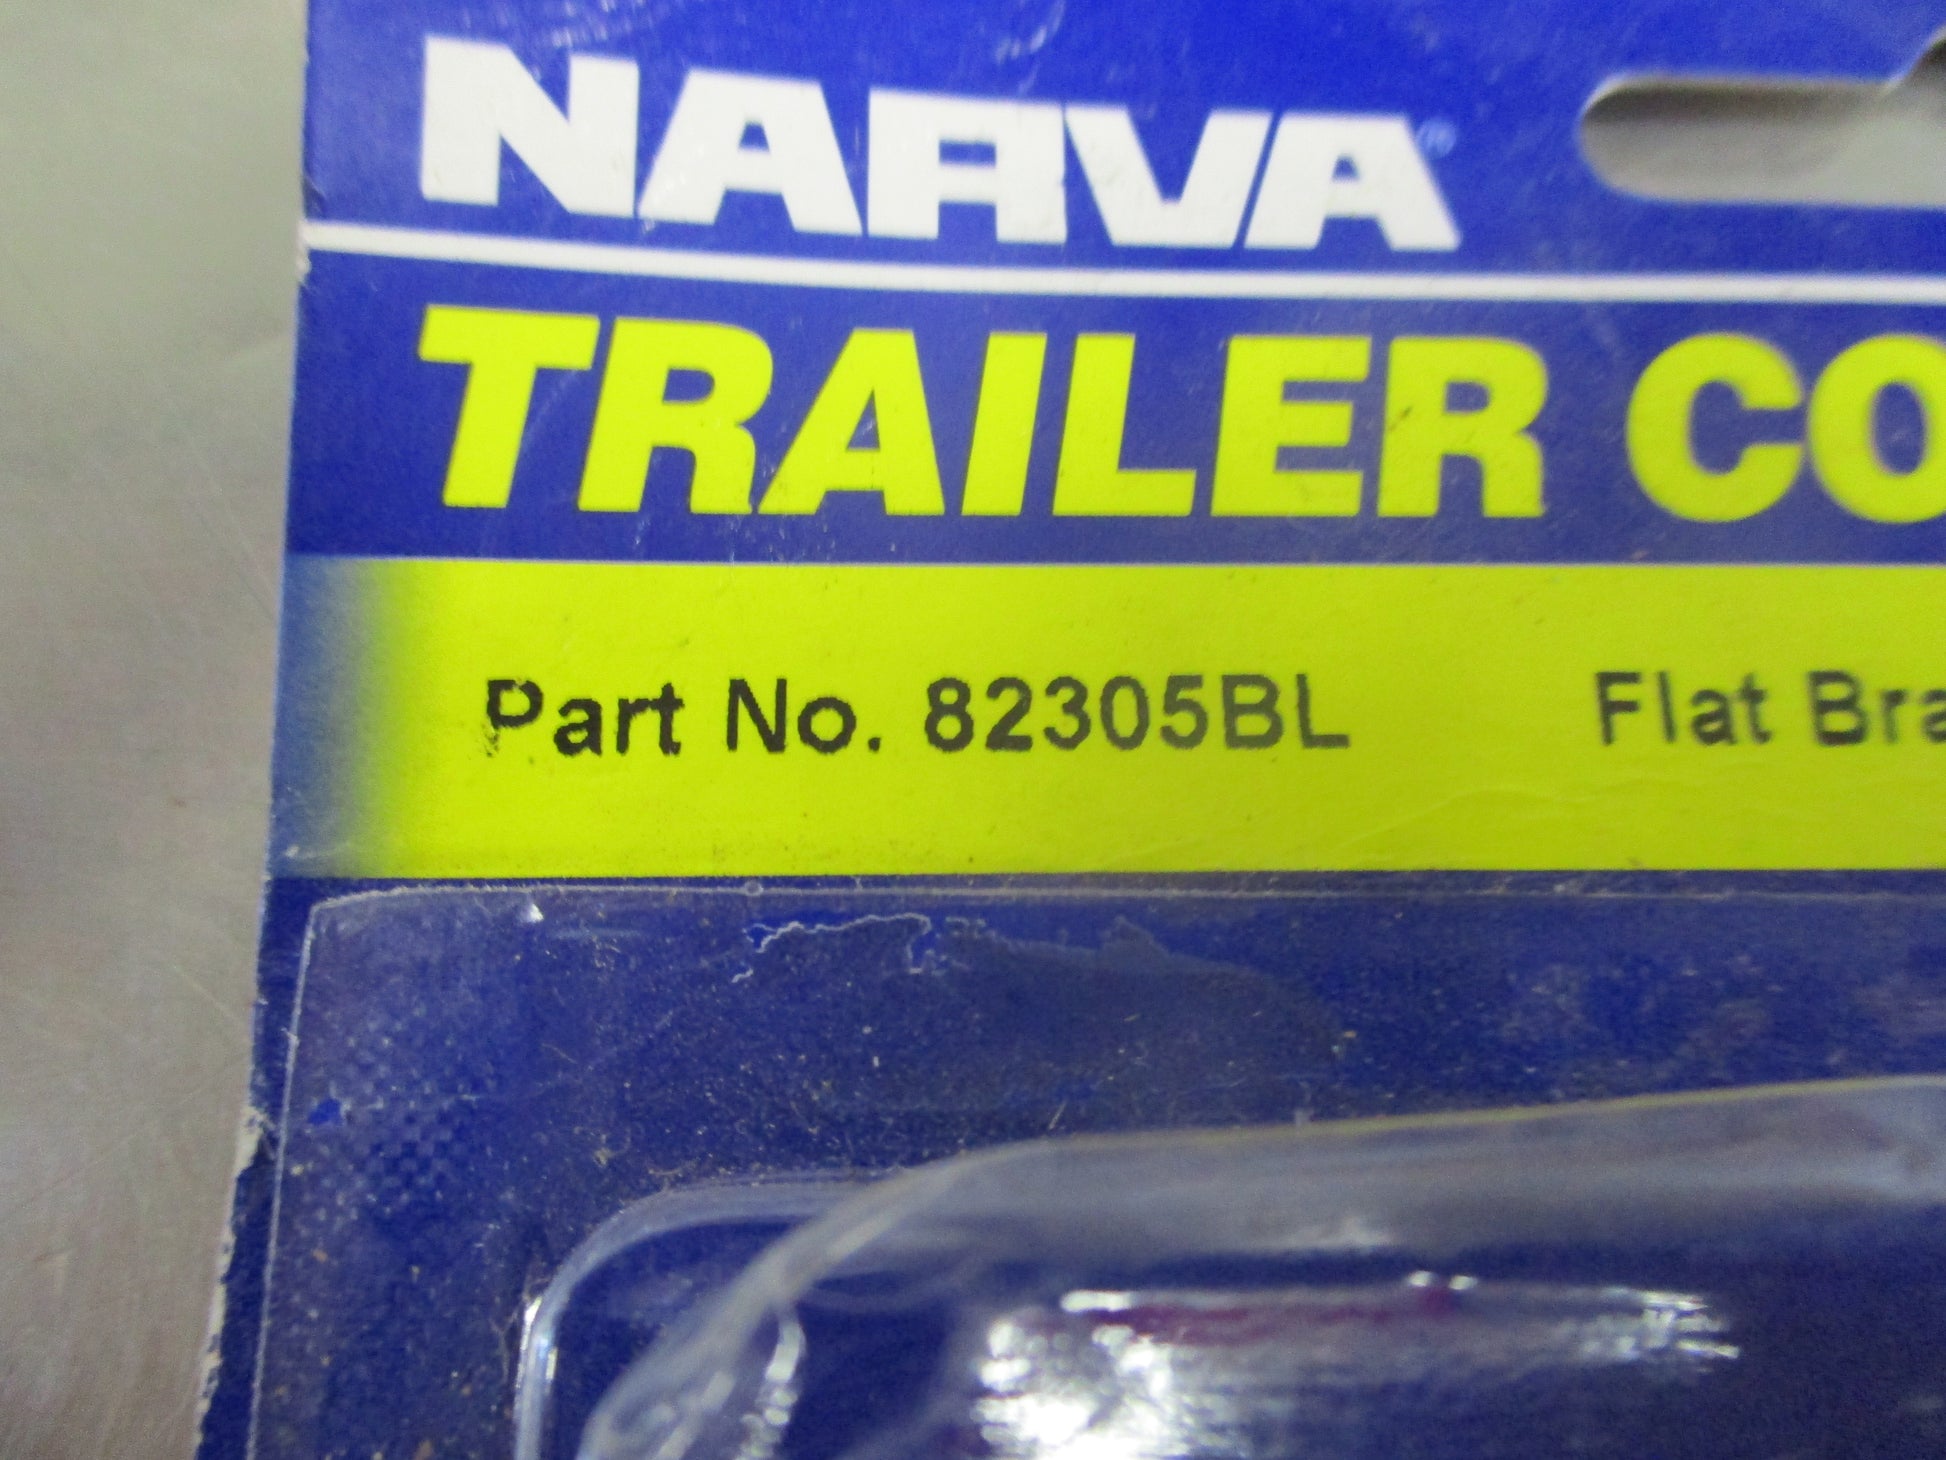 NARVA®
TRAILER CO
Part No. 82305BL Flat Bra